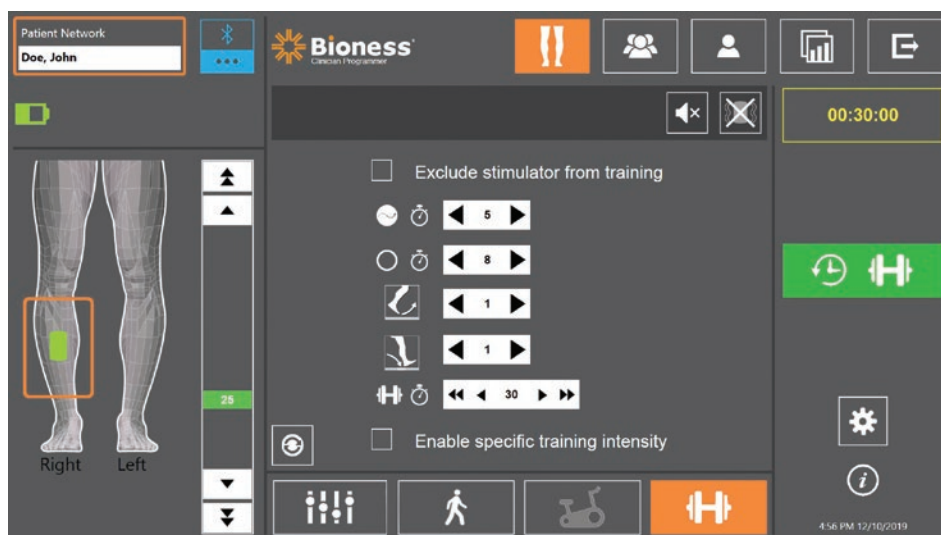 Patient Network
Doe, John
Bioness
Clinician Programmer
00:30:00
Exclude stimulator from training
5
8
1
1
30
Enable specific training intensity
25
Right Left
4:56 PM 12/10/2019